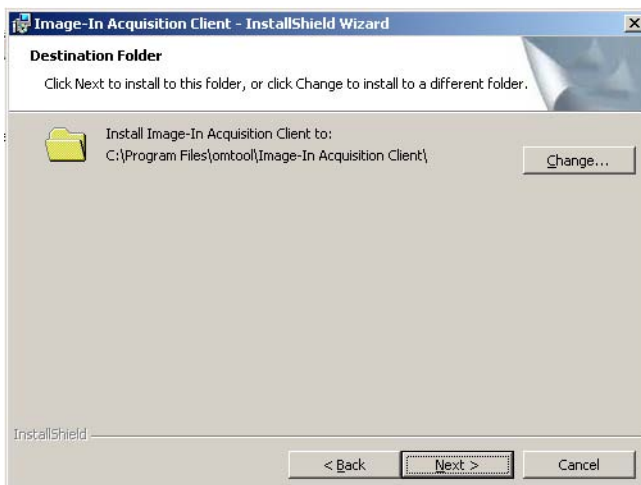 Image-In Acquisition Client - InstallShield Wizard
Destination Folder
Click Next to install to this folder, or click Change to install to a different folder.
Install Image-In Acquisition Client to:
C:\Program Files\omtool\Image-In Acquisition Client\
Change...
InstallShield
< Back Next > Cancel